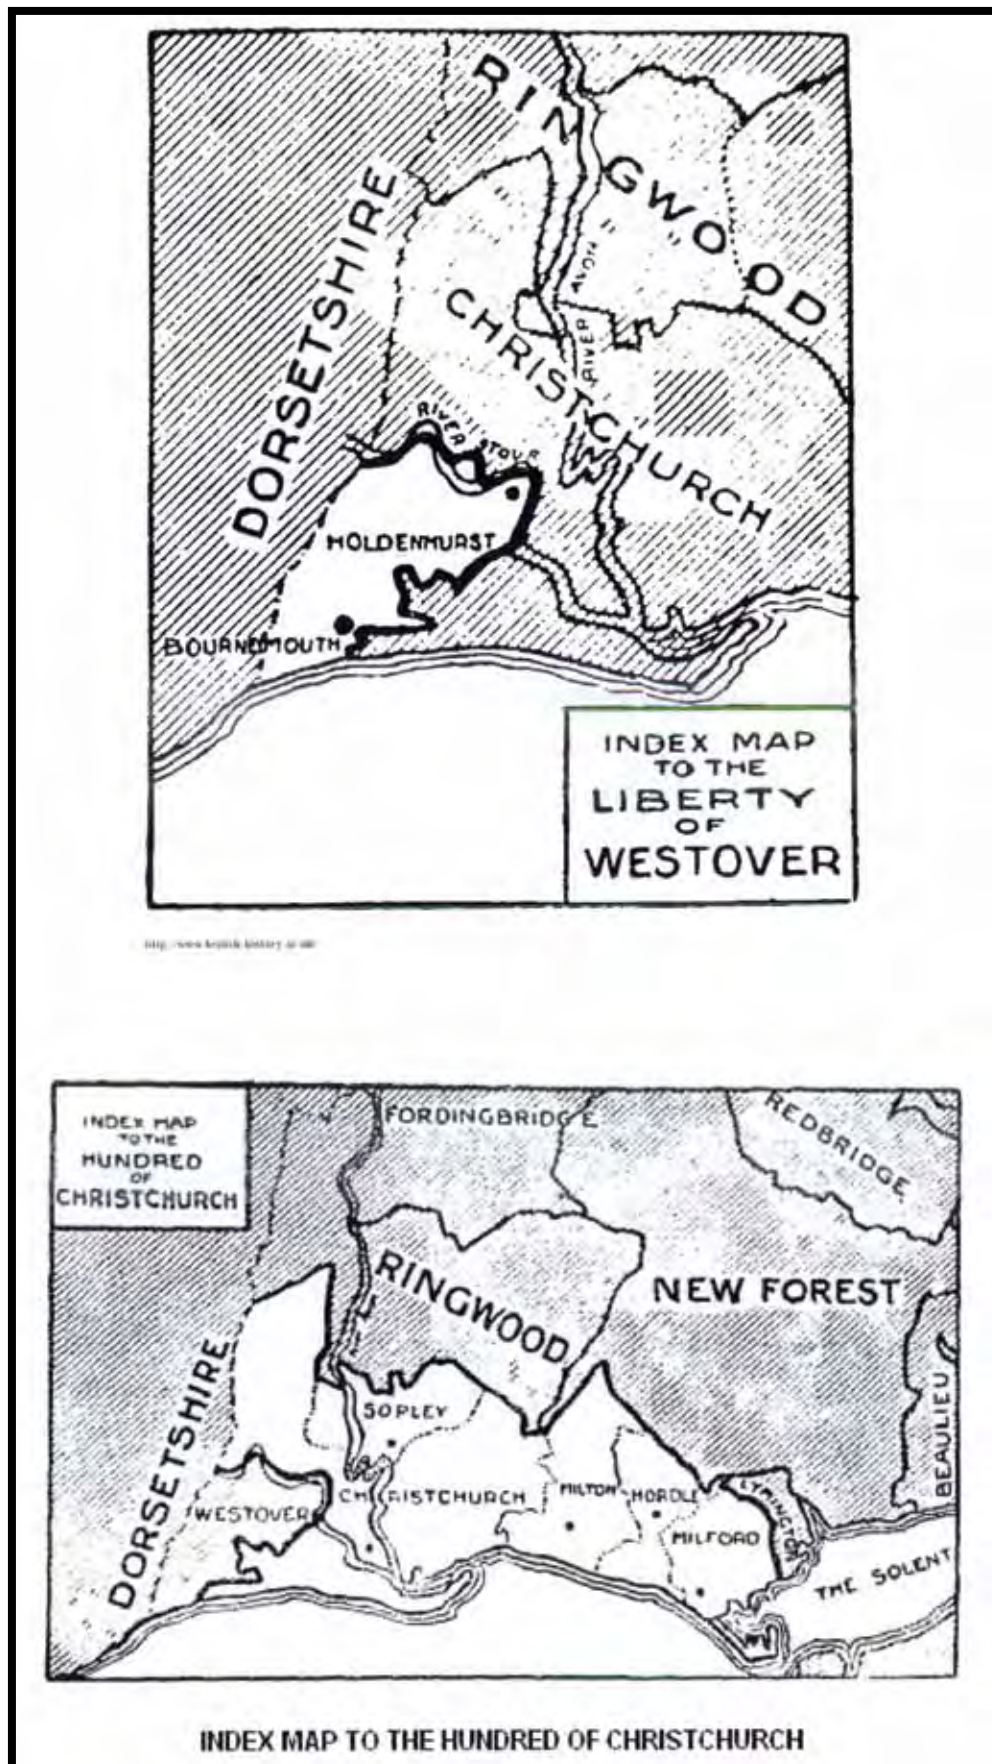 RINGWOOD
DORSETSHIRE
CHRISTCHURCH
RIVER AVON
RIVER STOUR
HOLDENHURST
BOURNEMOUTH
INDEX MAP
TO THE
LIBERTY
OF
WESTOVER
INDEX MAP
TO THE
HUNDRED
OF
CHRISTCHURCH
FORDINGBRIDGE
REDBRIDGE
RINGWOOD
NEW FOREST
DORSETSHIRE
SOPLEY
BEAULIEU
WESTOVER
CHRISTCHURCH
MILTON
HORDLE
LYMINGTON
MILFORD
THE SOLENT
INDEX MAP TO THE HUNDRED OF CHRISTCHURCH